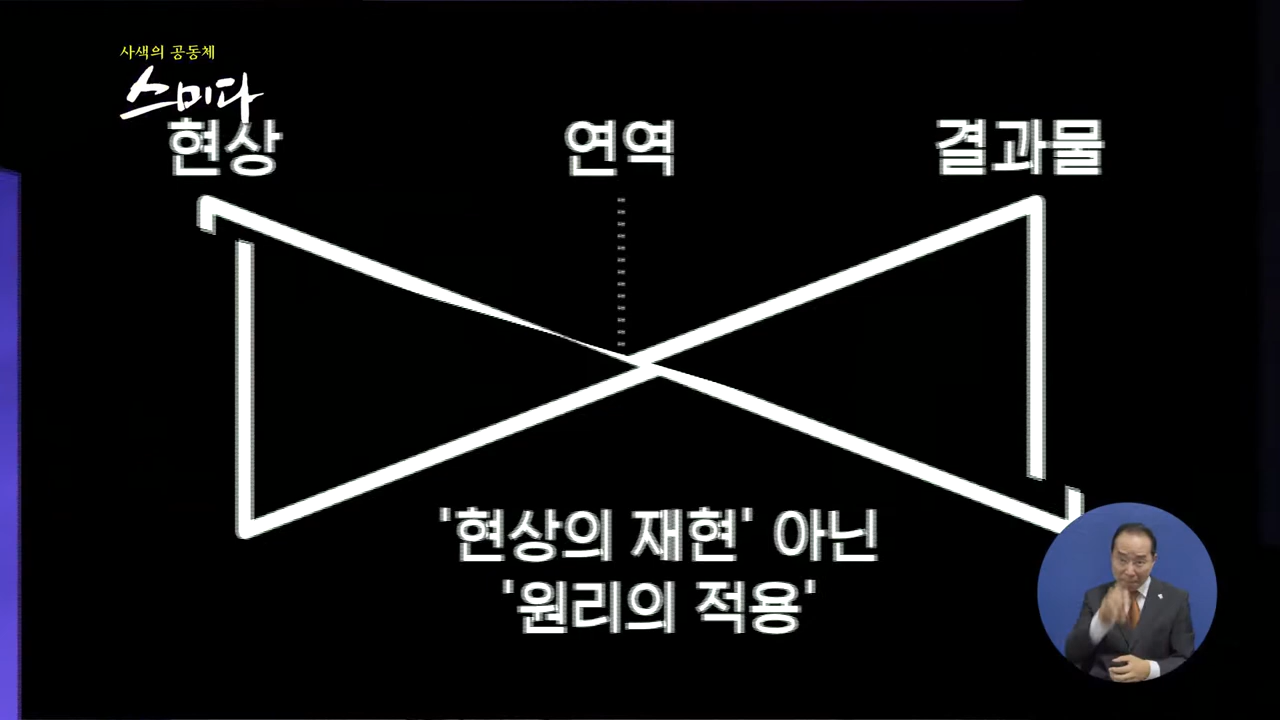 사색의 공동체
스미다
현상 연역 결과물
'현상의 재현' 아닌
'원리의 적용'